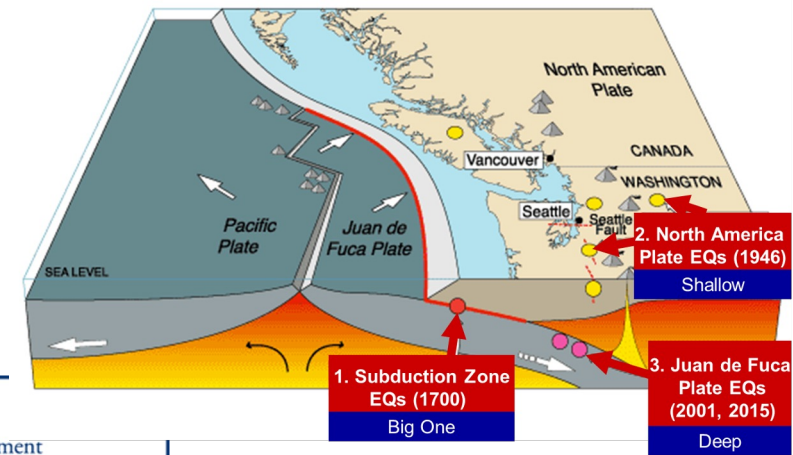 North American
Plate
CANADA
Vancouver
WASHINGTON
Seattle
Seattle
Fault
Pacific
Plate
Juan de
Fuca Plate
SEA LEVEL
2. North America
Plate EQs (1946)
Shallow
1. Subduction Zone
EQs (1700)
Big One
3. Juan de Fuca
Plate EQs
(2001, 2015)
Deep
ment